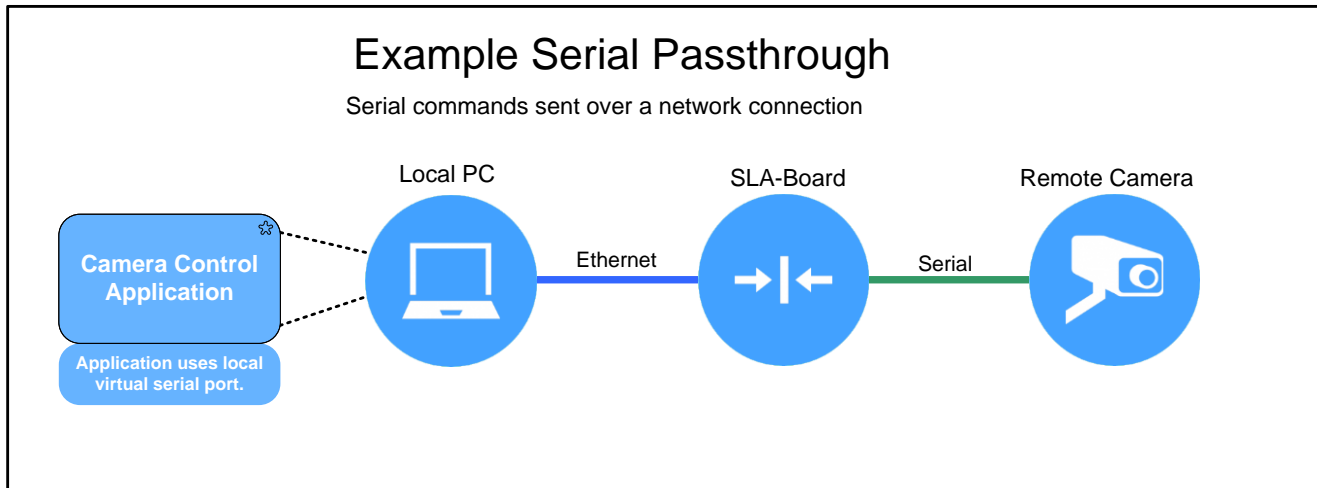 Example Serial Passthrough
Serial commands sent over a network connection
Local PC
SLA-Board
Remote Camera
Camera Control
Application
Ethernet
Serial
Application uses local
virtual serial port.